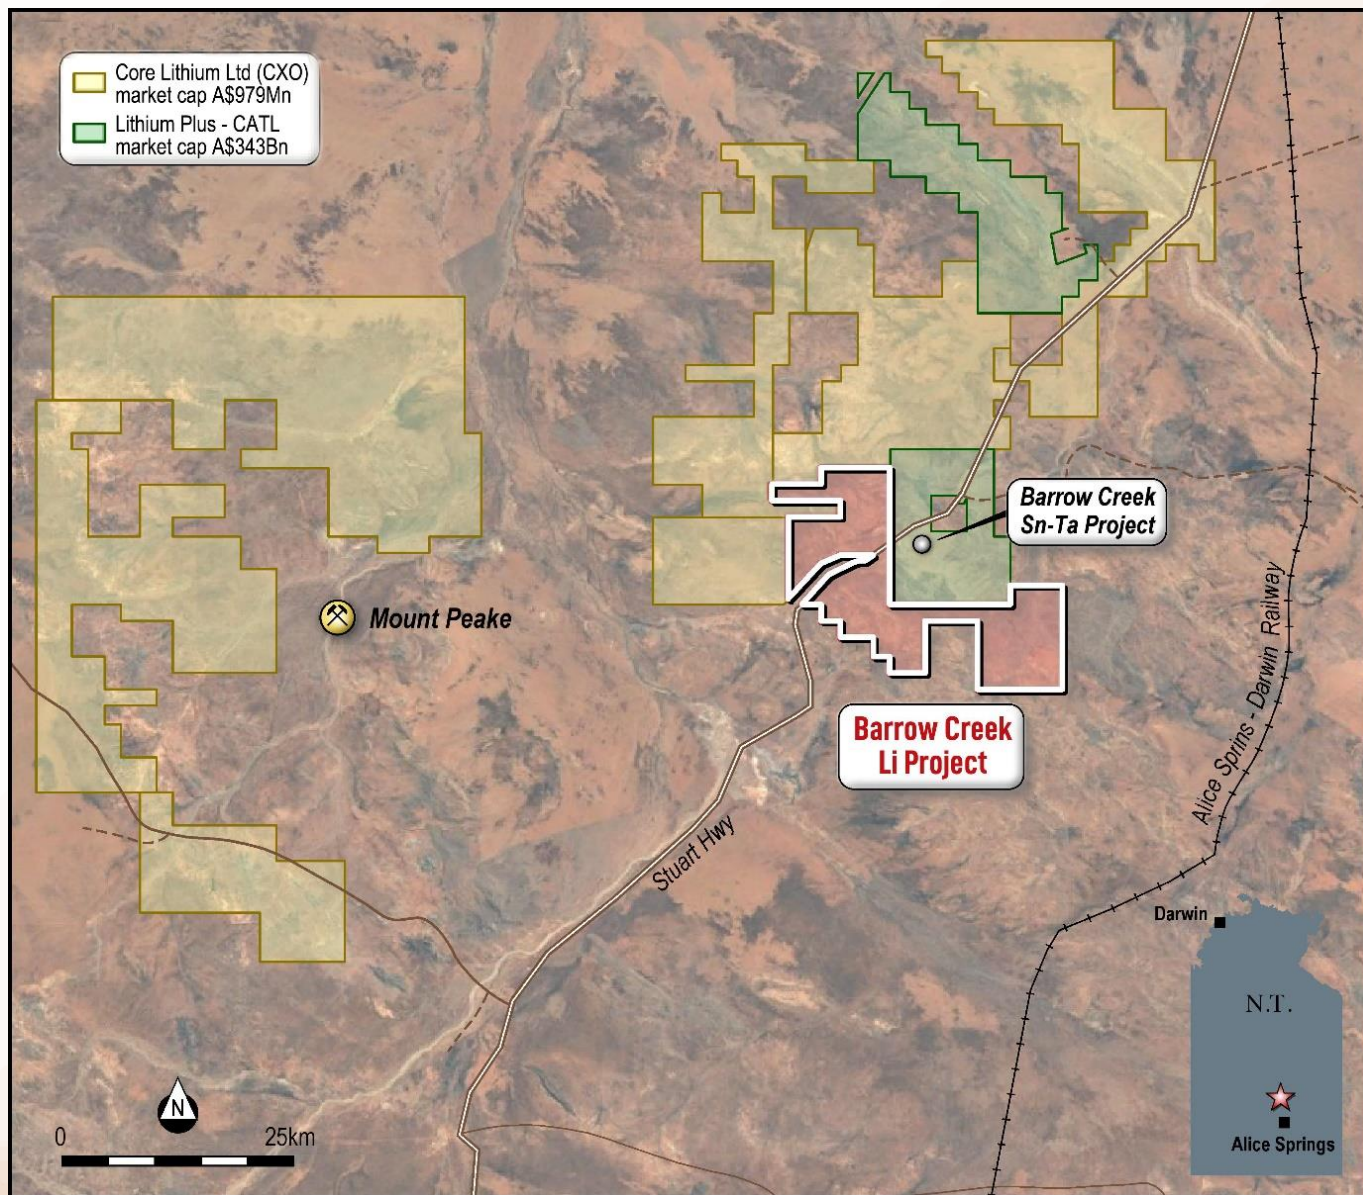 Core Lithium Ltd (CXO)
market cap A$979Mn
Lithium Plus - CATL
market cap A$343Bn
Barrow Creek
Sn-Ta Project
Mount Peake
Barrow Creek
Li Project
Alice Sprins - Darwin Railway
Stuart Hwy
Darwin
N.T.
Alice Springs
N
0
25km